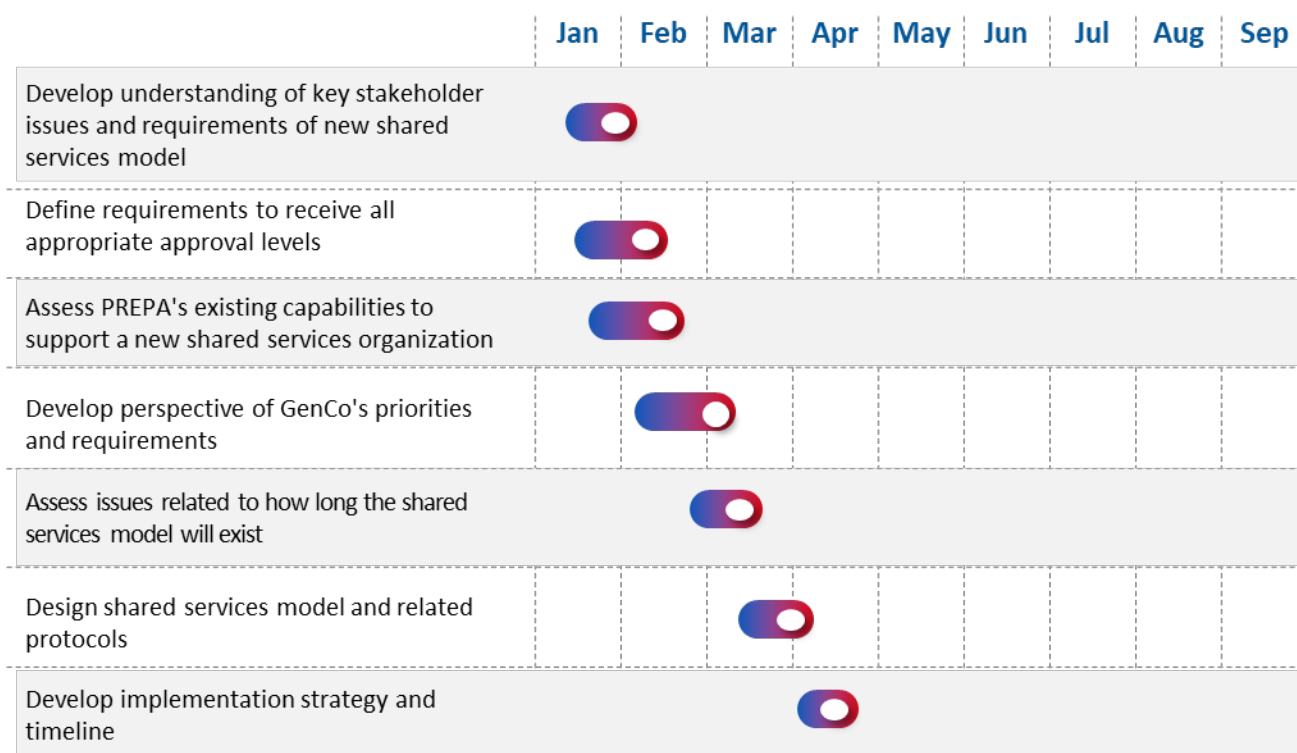 Jan Feb Mar Apr May Jun Jul Aug Sep
Develop understanding of key stakeholder
issues and requirements of new shared
services model
Define requirements to receive all
appropriate approval levels
Assess PREPA's existing capabilities to
support a new shared services organization
Develop perspective of GenCo's priorities
and requirements
Assess issues related to how long the shared
services model will exist
Design shared services model and related
protocols
Develop implementation strategy and
timeline